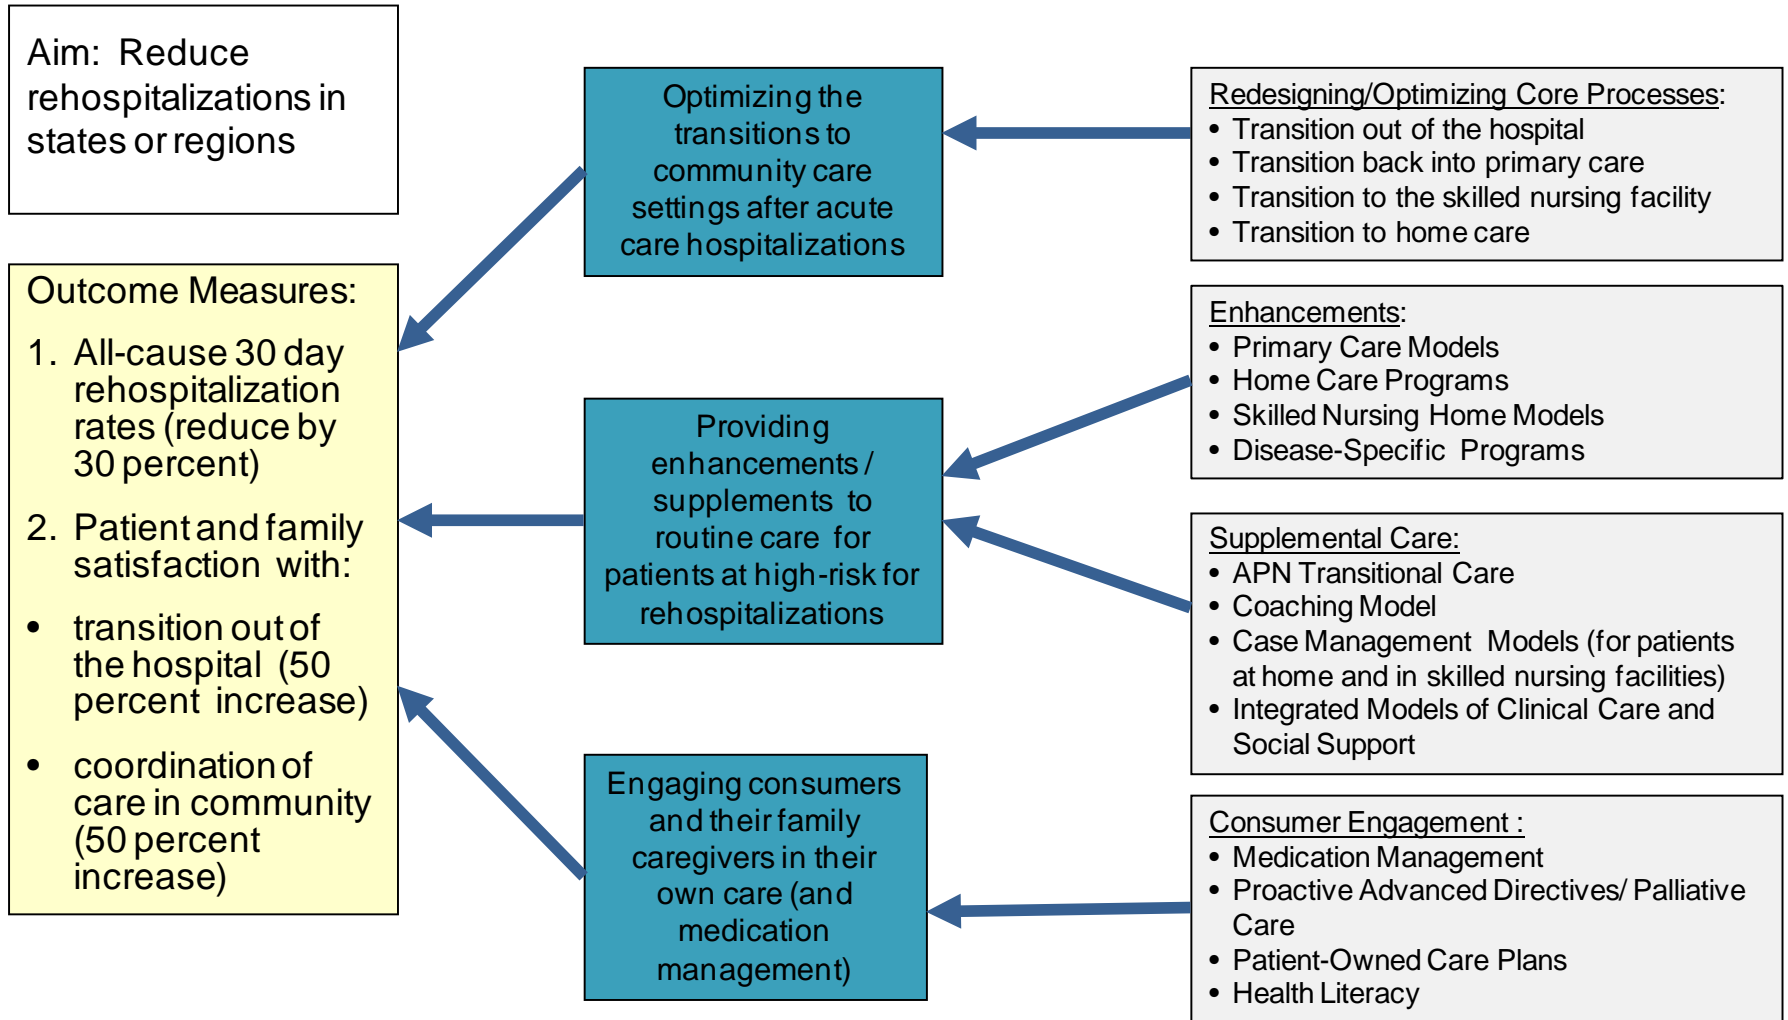 Aim: Reduce
rehospitalizations in
states or regions
Outcome Measures:
1. All-cause 30 day
rehospitalization
rates (reduce by
30 percent)
2. Patient and family
satisfaction with:
• transition out of
the hospital (50
percent increase)
• coordination of
care in community
(50 percent
increase)
Optimizing the
transitions to
community care
settings after acute
care hospitalizations
Providing
enhancements /
supplements to
routine care for
patients at high-risk for
rehospitalizations
Engaging consumers
and their family
caregivers in their
own care (and
medication
management)
Redesigning/Optimizing Core Processes:
• Transition out of the hospital
• Transition back into primary care
• Transition to the skilled nursing facility
• Transition to home care
Enhancements:
• Primary Care Models
• Home Care Programs
• Skilled Nursing Home Models
• Disease-Specific Programs
Supplemental Care:
• APN Transitional Care
• Coaching Model
• Case Management Models (for patients
at home and in skilled nursing facilities)
• Integrated Models of Clinical Care and
Social Support
Consumer Engagement :
• Medication Management
• Proactive Advanced Directives/ Palliative
Care
• Patient-Owned Care Plans
• Health Literacy